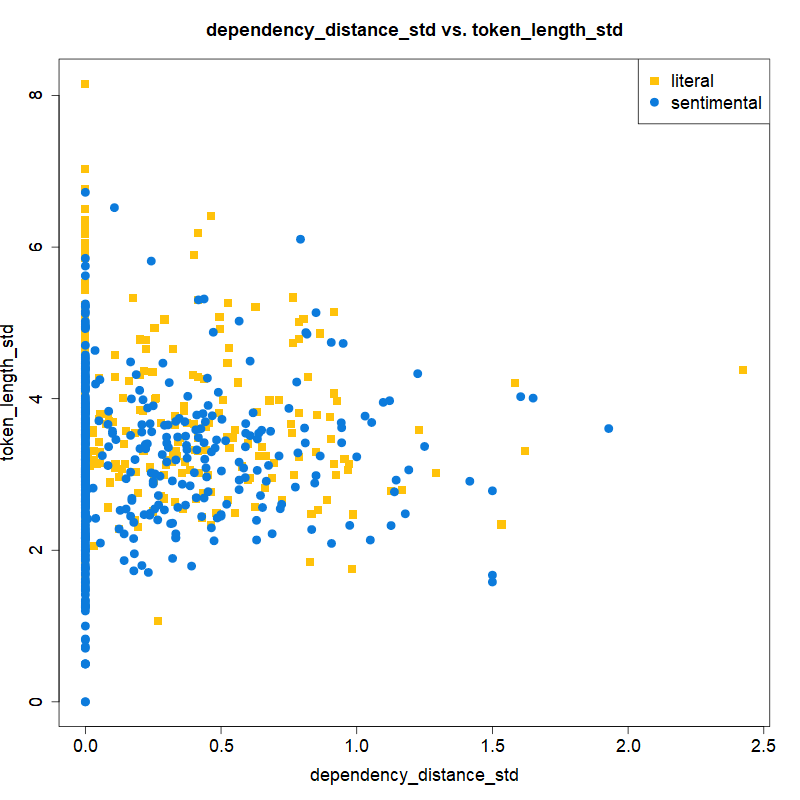 dependency_distance_std vs. token_length_std
literal
sentimental
token_length_std
8
6
4
2
0
0.0 0.5 1.0 1.5 2.0 2.5
dependency_distance_std